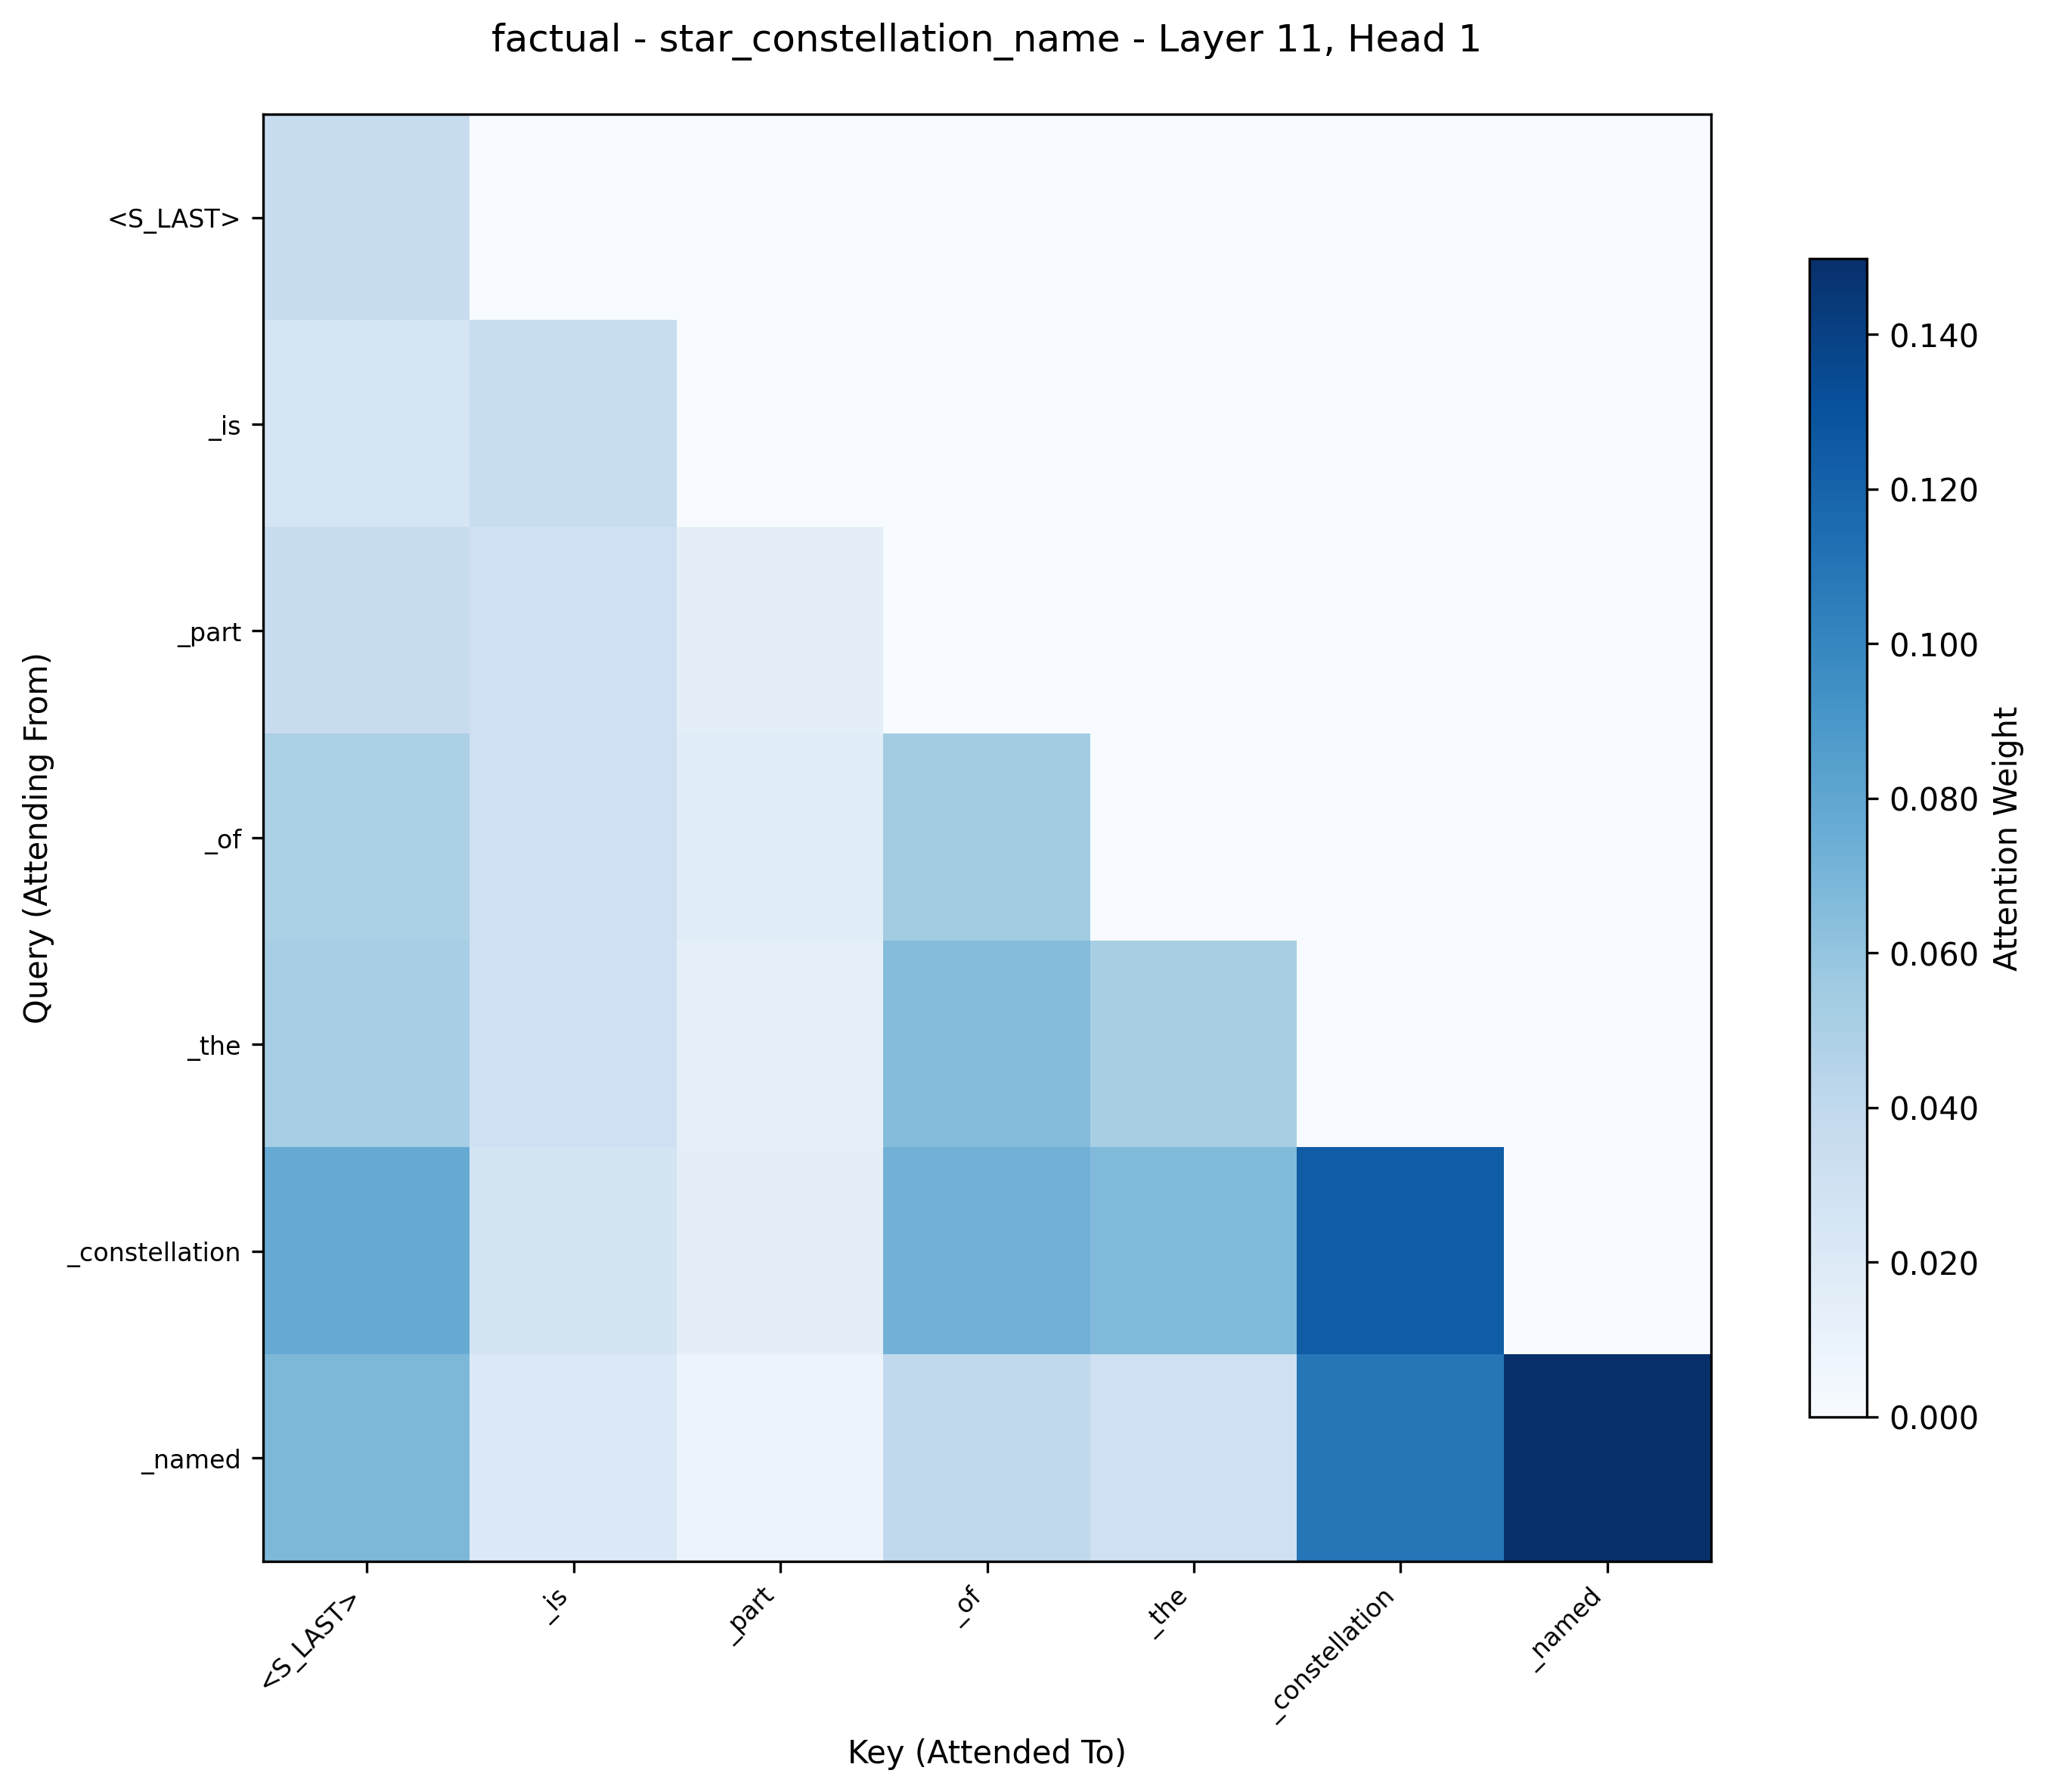 factual - star_constellation_name - Layer 11, Head 1
Query (Attending From)
<S_LAST>
_is
_part
_of
_the
_constellation
_named
<S_LAST>
_is
_part
_of
_the
_constellation
_named
Key (Attended To)
0.140
0.120
0.100
0.080
0.060
0.040
0.020
0.000
Attention Weight